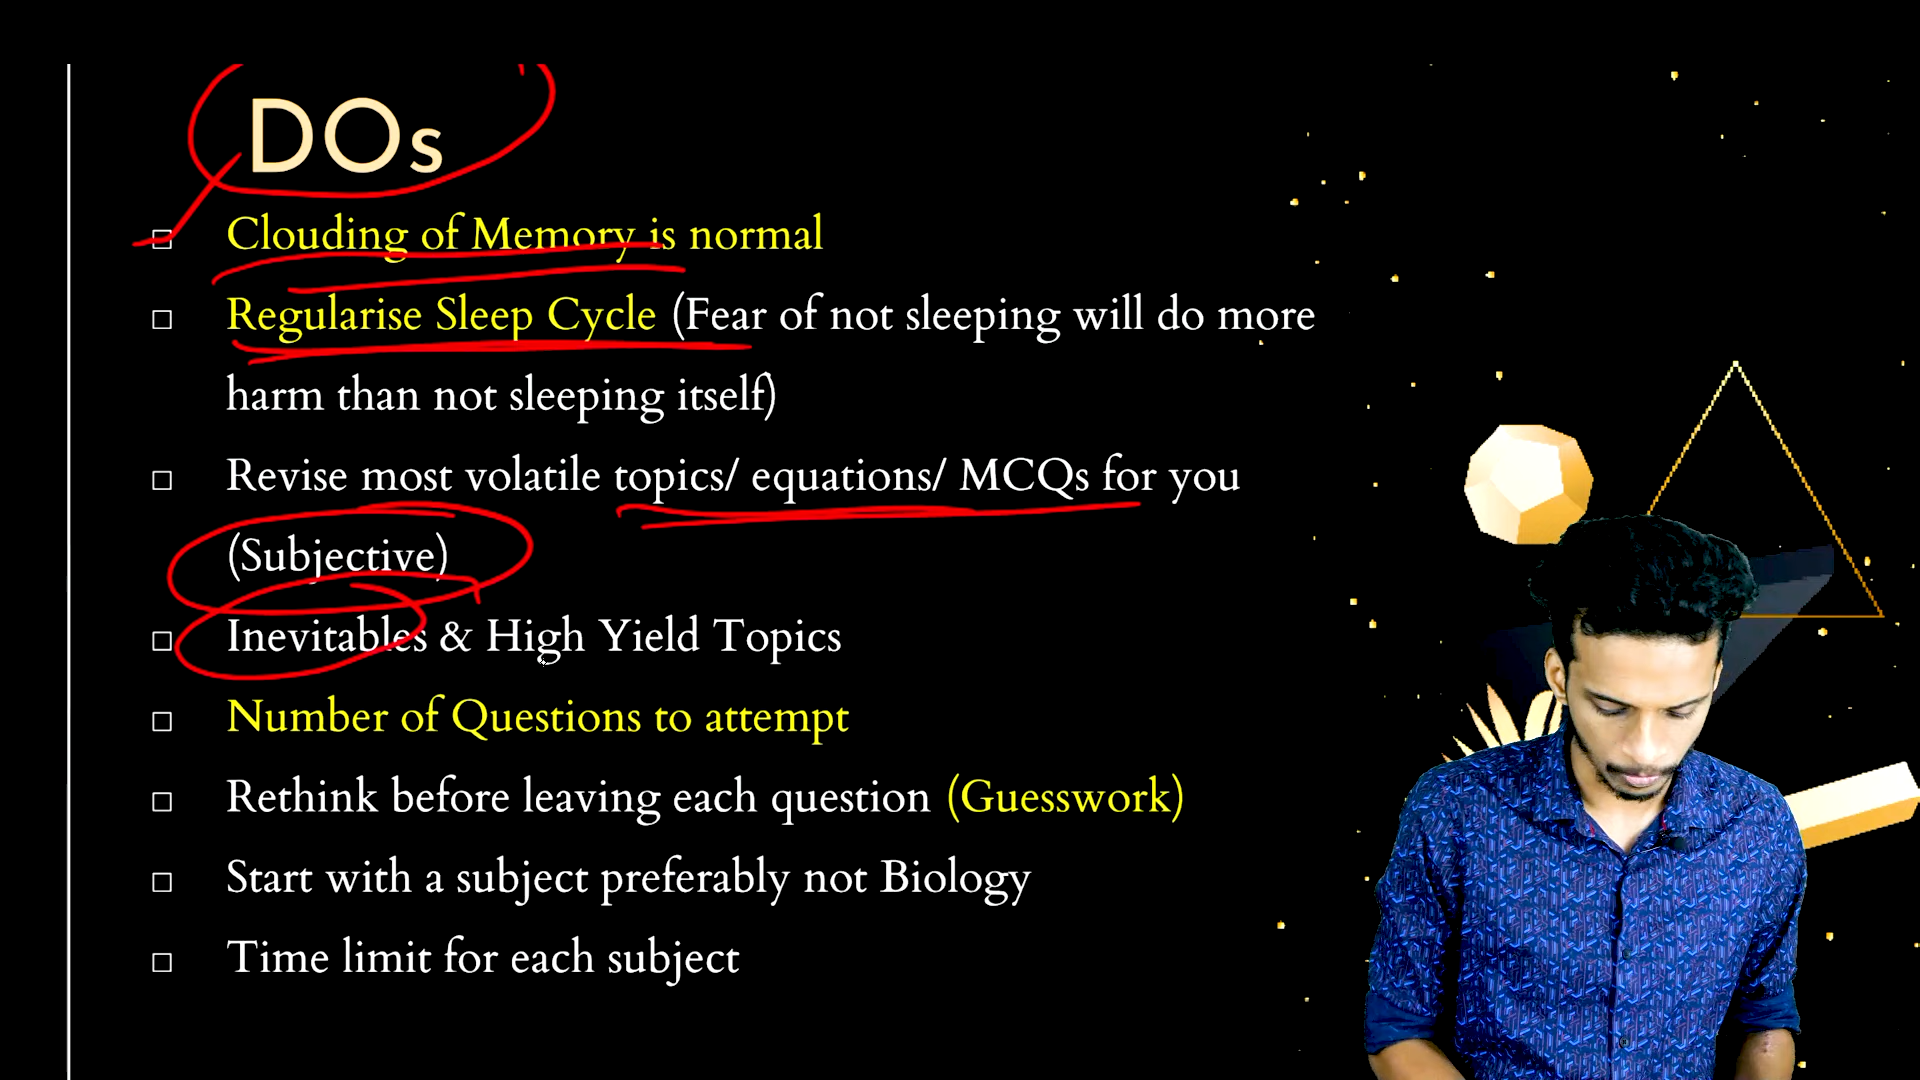 DOs
Clouding of Memory is normal
Regularise Sleep Cycle (Fear of not sleeping will do more
harm than not sleeping itself)
Revise most volatile topics/ equations/ MCQs for you
(Subjective)
Inevitables & High Yield Topics
Number of Questions to attempt
Rethink before leaving each question (Guesswork)
Start with a subject preferably not Biology
Time limit for each subject